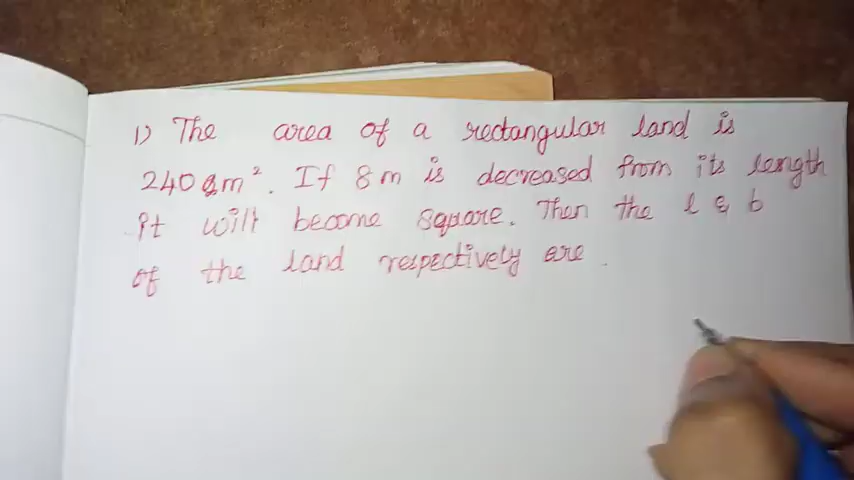 1) The area of a rectangular land is
240 m². If 8 m is decreased from its length
it will become square. Then the l & b
of the land respectively are.